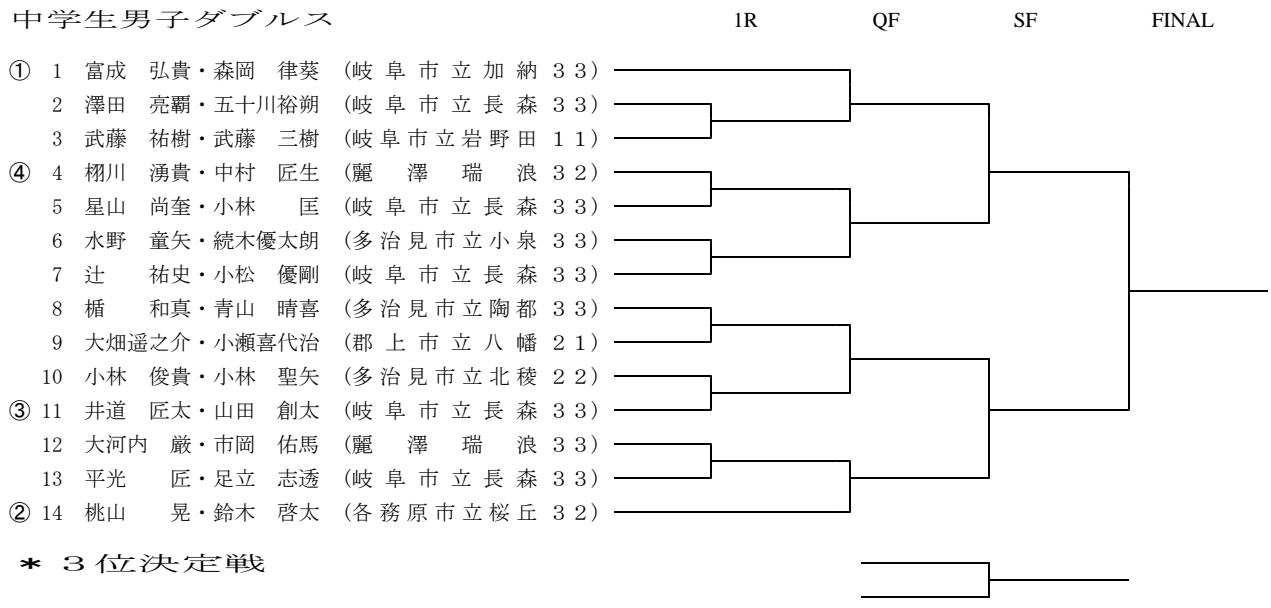 中学生男子ダブルス 1R QF SF FINAL
① 1 富成 弘貴・森岡 律葵 (岐阜市立加納33)
2 澤田 亮覇・五十川裕朔 (岐阜市立長森33)
3 武藤 祐樹・武藤 三樹 (岐阜市立岩野田11)
④ 4 栩川 湧貴・中村 匠生 (麗澤瑞浪32)
5 星山 尚奎・小林 匡 (岐阜市立長森33)
6 水野 童矢・続木優太朗 (多治見市立小泉33)
7 辻 祐史・小松 優剛 (岐阜市立長森33)
8 楯 和真・青山 晴喜 (多治見市立陶都33)
9 大畑遥之介・小瀬喜代治 (郡上市立八幡21)
10 小林 俊貴・小林 聖矢 (多治見市立北稜22)
③ 11 井道 匠太・山田 創太 (岐阜市立長森33)
12 大河内 厳・市岡 佑馬 (麗澤瑞浪33)
13 平光 匠・足立 志透 (岐阜市立長森33)
② 14 桃山 晃・鈴木 啓太 (各務原市立桜丘32)
* 3位決定戦